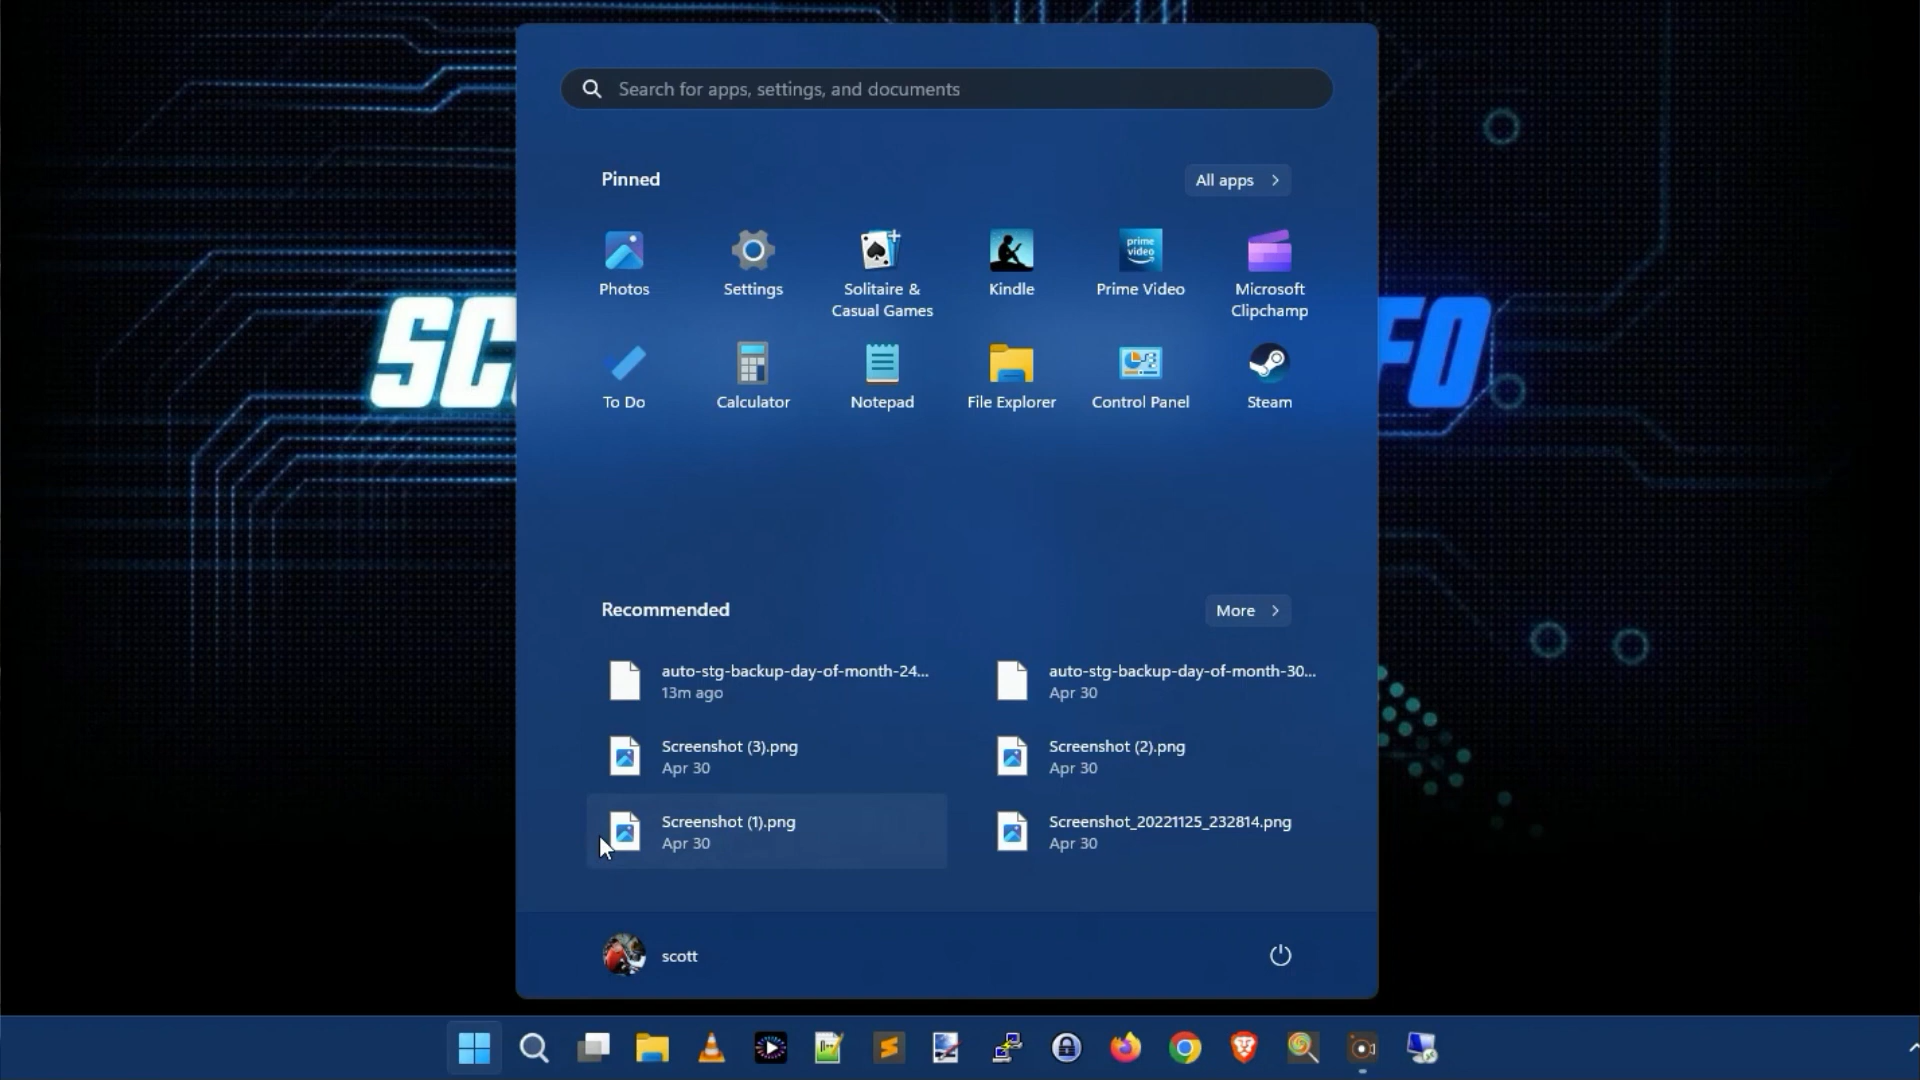 Search for apps, settings, and documents
Pinned
All apps
Photos
Settings
Solitaire &
Casual Games
Kindle
prime
video
Prime Video
Microsoft
Clipchamp
To Do
Calculator
Notepad
File Explorer
Control Panel
Steam
SC
FO
Recommended
More
auto-stg-backup-day-of-month-24...
13m ago
auto-stg-backup-day-of-month-30...
Apr 30
Screenshot (3).png
Apr 30
Screenshot (2).png
Apr 30
Screenshot (1).png
Apr 30
Screenshot_20221125_232814.png
Apr 30
scott